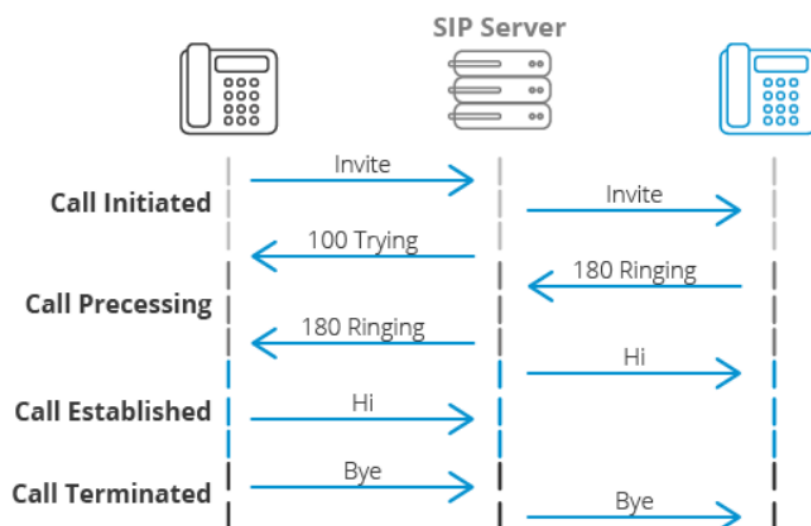 SIP Server
Invite
Call Initiated
Invite
100 Trying
180 Ringing
Call Precessing
180 Ringing
Hi
Call Established
Hi
Bye
Call Terminated
Bye